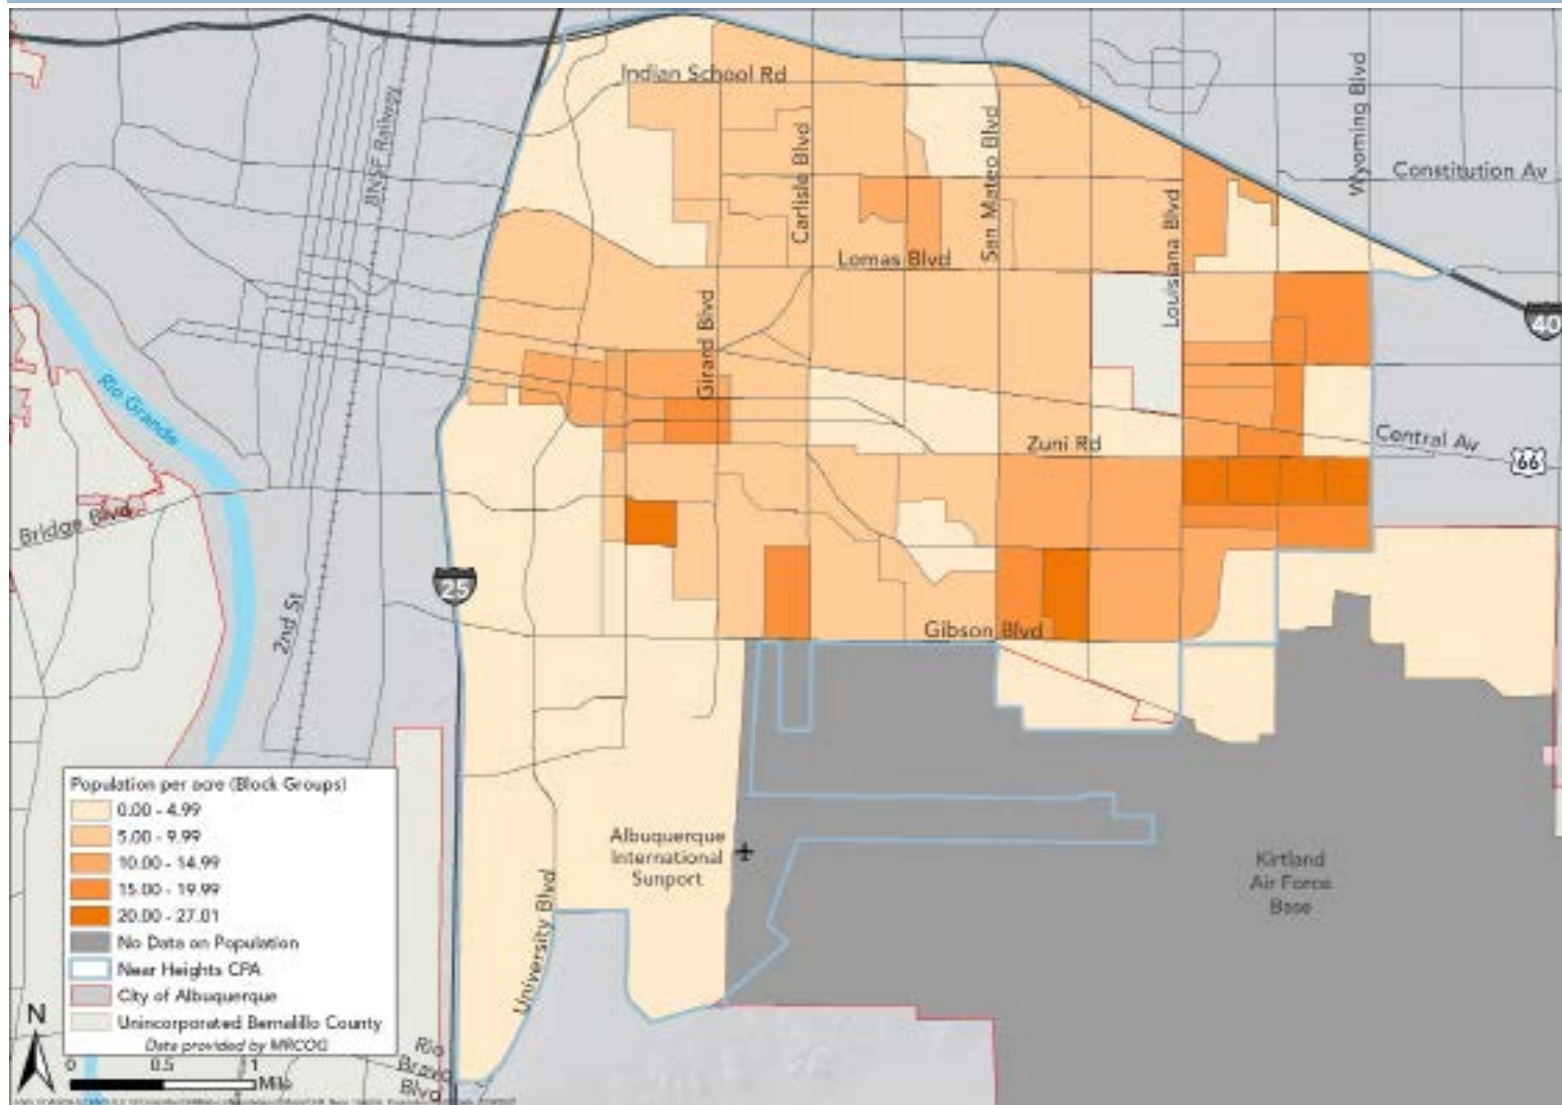 Indian School Rd
BNSF Railway
Carlisle Blvd
San Mateo Blvd
Wyoming Blvd
Constitution Av
Louisiana Blvd
Lomas Blvd
Girard Blvd
40
Rio Grande
Zuni Rd
Central Av
66
Bridge Blvd
25
2nd St
Gibson Blvd
Population per acre (Block Groups)
0.00 - 4.99
5.00 - 9.99
10.00 - 14.99
15.00 - 19.99
20.00 - 27.01
No Data on Population
Near Heights CPA
City of Albuquerque
Unincorporated Bernalillo County
Data provided by MRCOG
Albuquerque
International
Sunport
Kirtland
Air Force
Base
University Blvd
N
0 0.5 1
Mile
Rio
Bravo
Blvd